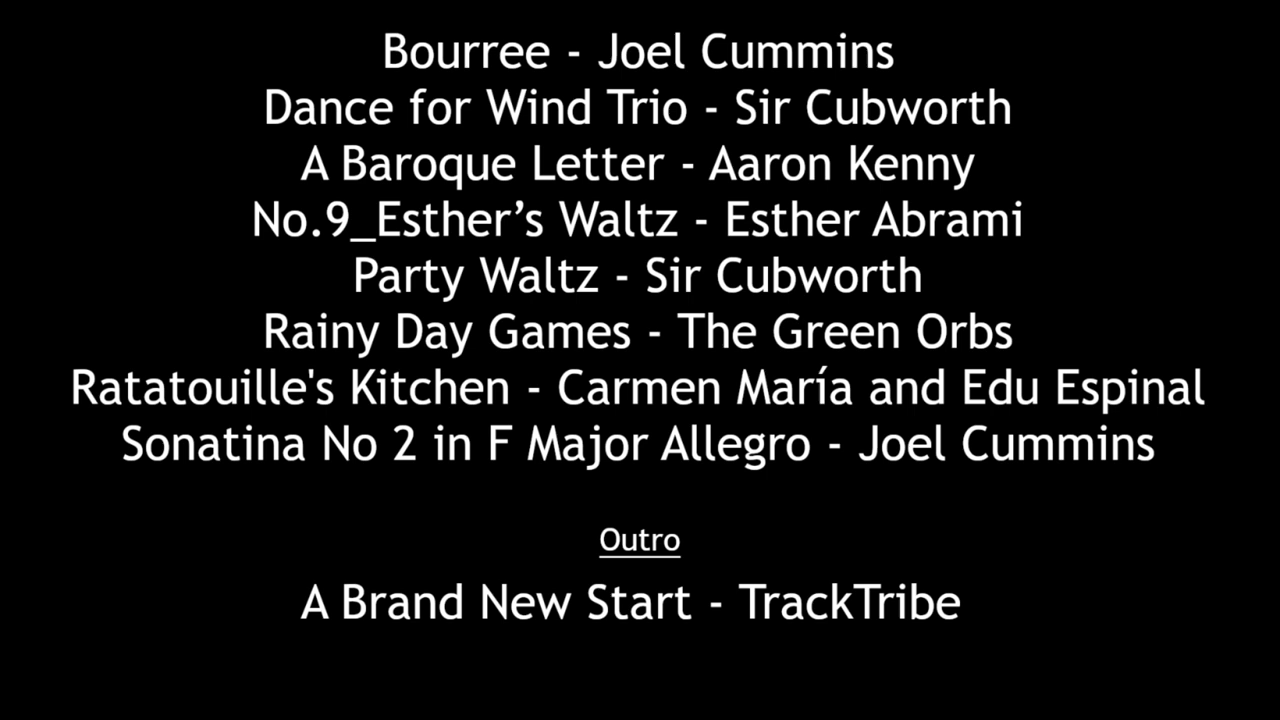 Bourree - Joel Cummins
Dance for Wind Trio - Sir Cubworth
A Baroque Letter - Aaron Kenny
No.9_Esther’s Waltz - Esther Abrami
Party Waltz - Sir Cubworth
Rainy Day Games - The Green Orbs
Ratatouille's Kitchen - Carmen María and Edu Espinal
Sonatina No 2 in F Major Allegro - Joel Cummins
Outro
A Brand New Start - TrackTribe